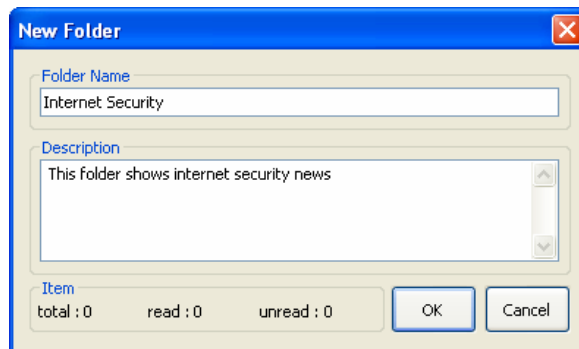 New Folder
Folder Name
Internet Security
Description
This folder shows internet security news
Item
total : 0 read : 0 unread : 0 OK Cancel